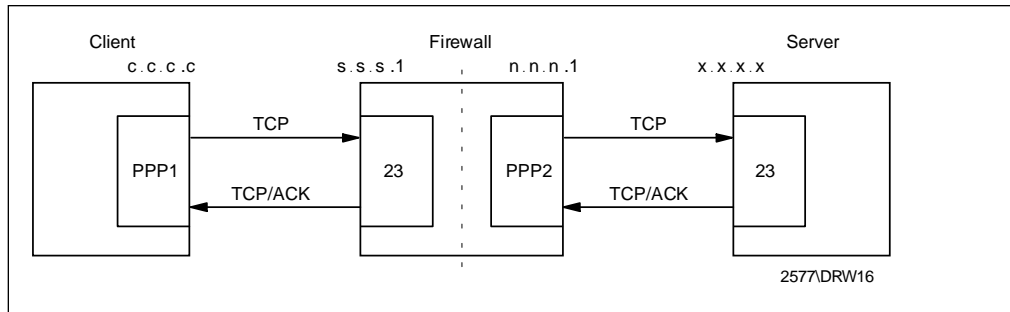 Client Firewall Server
c.c.c.c s.s.s.1 n.n.n.1 x.x.x.x
TCP TCP
PPP1 23 PPP2 23
TCP/ACK TCP/ACK
2577\DRW16